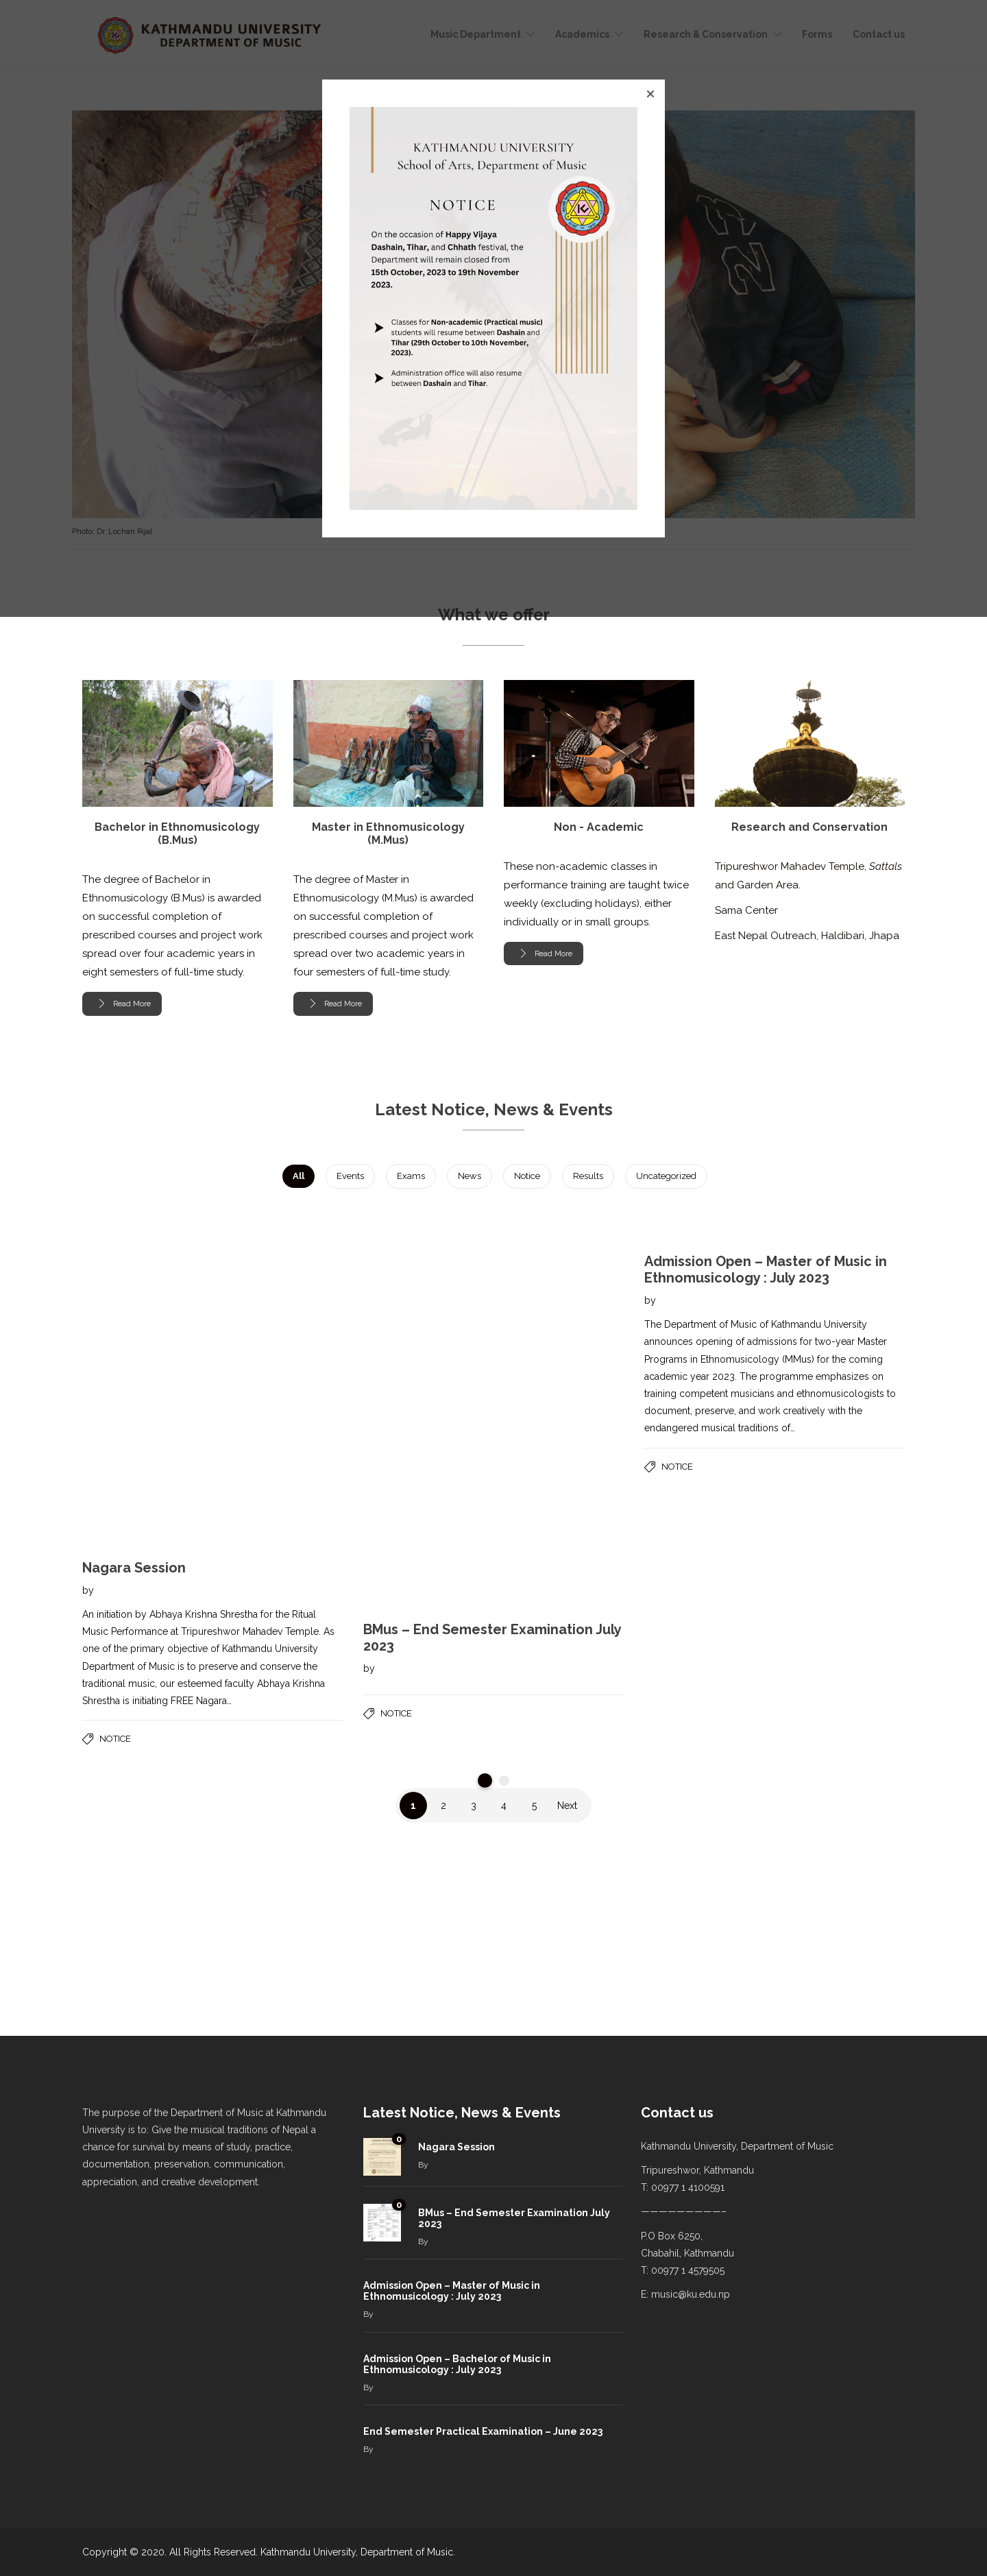 KATHMANDU UNIVERSITY
DEPARTMENT OF MUSIC
Music Department
Academics
Research & Conservation
Forms
Contact us
×
KATHMANDU UNIVERSITY
School of Arts, Department of Music
NOTICE
On the occasion of Happy Vijaya
Dashain, Tihar, and Chhath festival, the
Department will remain closed from
15th October, 2023 to 19th November
2023.
Classes for Non-academic (Practical music)
students will resume between Dashain and
Tihar (29th October to 10th November,
2023).
Administration office will also resume
between Dashain and Tihar.
Photo: Dr. Lochan Rijal
What we offer
Bachelor in Ethnomusicology
(B.Mus)
The degree of Bachelor in
Ethnomusicology (B.Mus) is awarded
on successful completion of
prescribed courses and project work
spread over four academic years in
eight semesters of full-time study.
Read More
Master in Ethnomusicology
(M.Mus)
The degree of Master in
Ethnomusicology (M.Mus) is awarded
on successful completion of
prescribed courses and project work
spread over two academic years in
four semesters of full-time study.
Read More
Non - Academic
These non-academic classes in
performance training are taught twice
weekly (excluding holidays), either
individually or in small groups.
Read More
Research and Conservation
Tripureshwor Mahadev Temple, Sattals
and Garden Area.
Sama Center
East Nepal Outreach, Haldibari, Jhapa
Latest Notice, News & Events
All
Events
Exams
News
Notice
Results
Uncategorized
Admission Open – Master of Music in
Ethnomusicology : July 2023
by
The Department of Music of Kathmandu University
announces opening of admissions for two-year Master
Programs in Ethnomusicology (MMus) for the coming
academic year 2023. The programme emphasizes on
training competent musicians and ethnomusicologists to
document, preserve, and work creatively with the
endangered musical traditions of…
NOTICE
Nagara Session
by
An initiation by Abhaya Krishna Shrestha for the Ritual
Music Performance at Tripureshwor Mahadev Temple. As
one of the primary objective of Kathmandu University
Department of Music is to preserve and conserve the
traditional music, our esteemed faculty Abhaya Krishna
Shrestha is initiating FREE Nagara…
NOTICE
BMus – End Semester Examination July
2023
by
NOTICE
1
2
3
4
5
Next
The purpose of the Department of Music at Kathmandu
University is to: Give the musical traditions of Nepal a
chance for survival by means of study, practice,
documentation, preservation, communication,
appreciation, and creative development.
Latest Notice, News & Events
0
Nagara Session
By
0
BMus – End Semester Examination July
2023
By
Admission Open – Master of Music in
Ethnomusicology : July 2023
By
Admission Open – Bachelor of Music in
Ethnomusicology : July 2023
By
End Semester Practical Examination – June 2023
By
Contact us
Kathmandu University, Department of Music
Tripureshwor, Kathmandu
T: 00977 1 4100591
—————————–
P.O Box 6250,
Chabahil, Kathmandu
T: 00977 1 4579505
E: music@ku.edu.np
Copyright © 2020. All Rights Reserved. Kathmandu University, Department of Music.